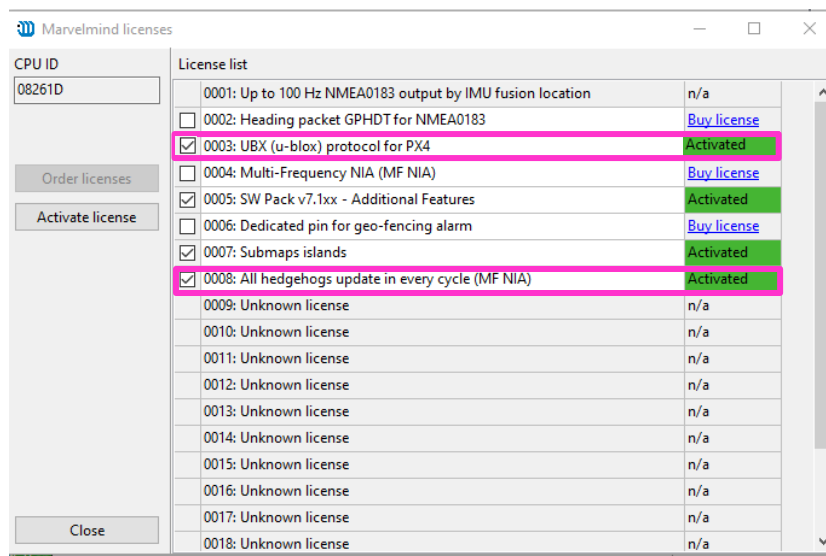 Marvelmind licenses
CPU ID
License list
08261D
0001: Up to 100 Hz NMEA0183 output by IMU fusion location n/a
0002: Heading packet GPHDT for NMEA0183 Buy license
0003: UBX (u-blox) protocol for PX4 Activated
0004: Multi-Frequency NIA (MF NIA) Buy license
Order licenses
0005: SW Pack v7.1xx - Additional Features Activated
Activate license
0006: Dedicated pin for geo-fencing alarm Buy license
0007: Submaps islands Activated
0008: All hedgehogs update in every cycle (MF NIA) Activated
0009: Unknown license n/a
0010: Unknown license n/a
0011: Unknown license n/a
0012: Unknown license n/a
0013: Unknown license n/a
0014: Unknown license n/a
0015: Unknown license n/a
0016: Unknown license n/a
0017: Unknown license n/a
Close
0018: Unknown license n/a